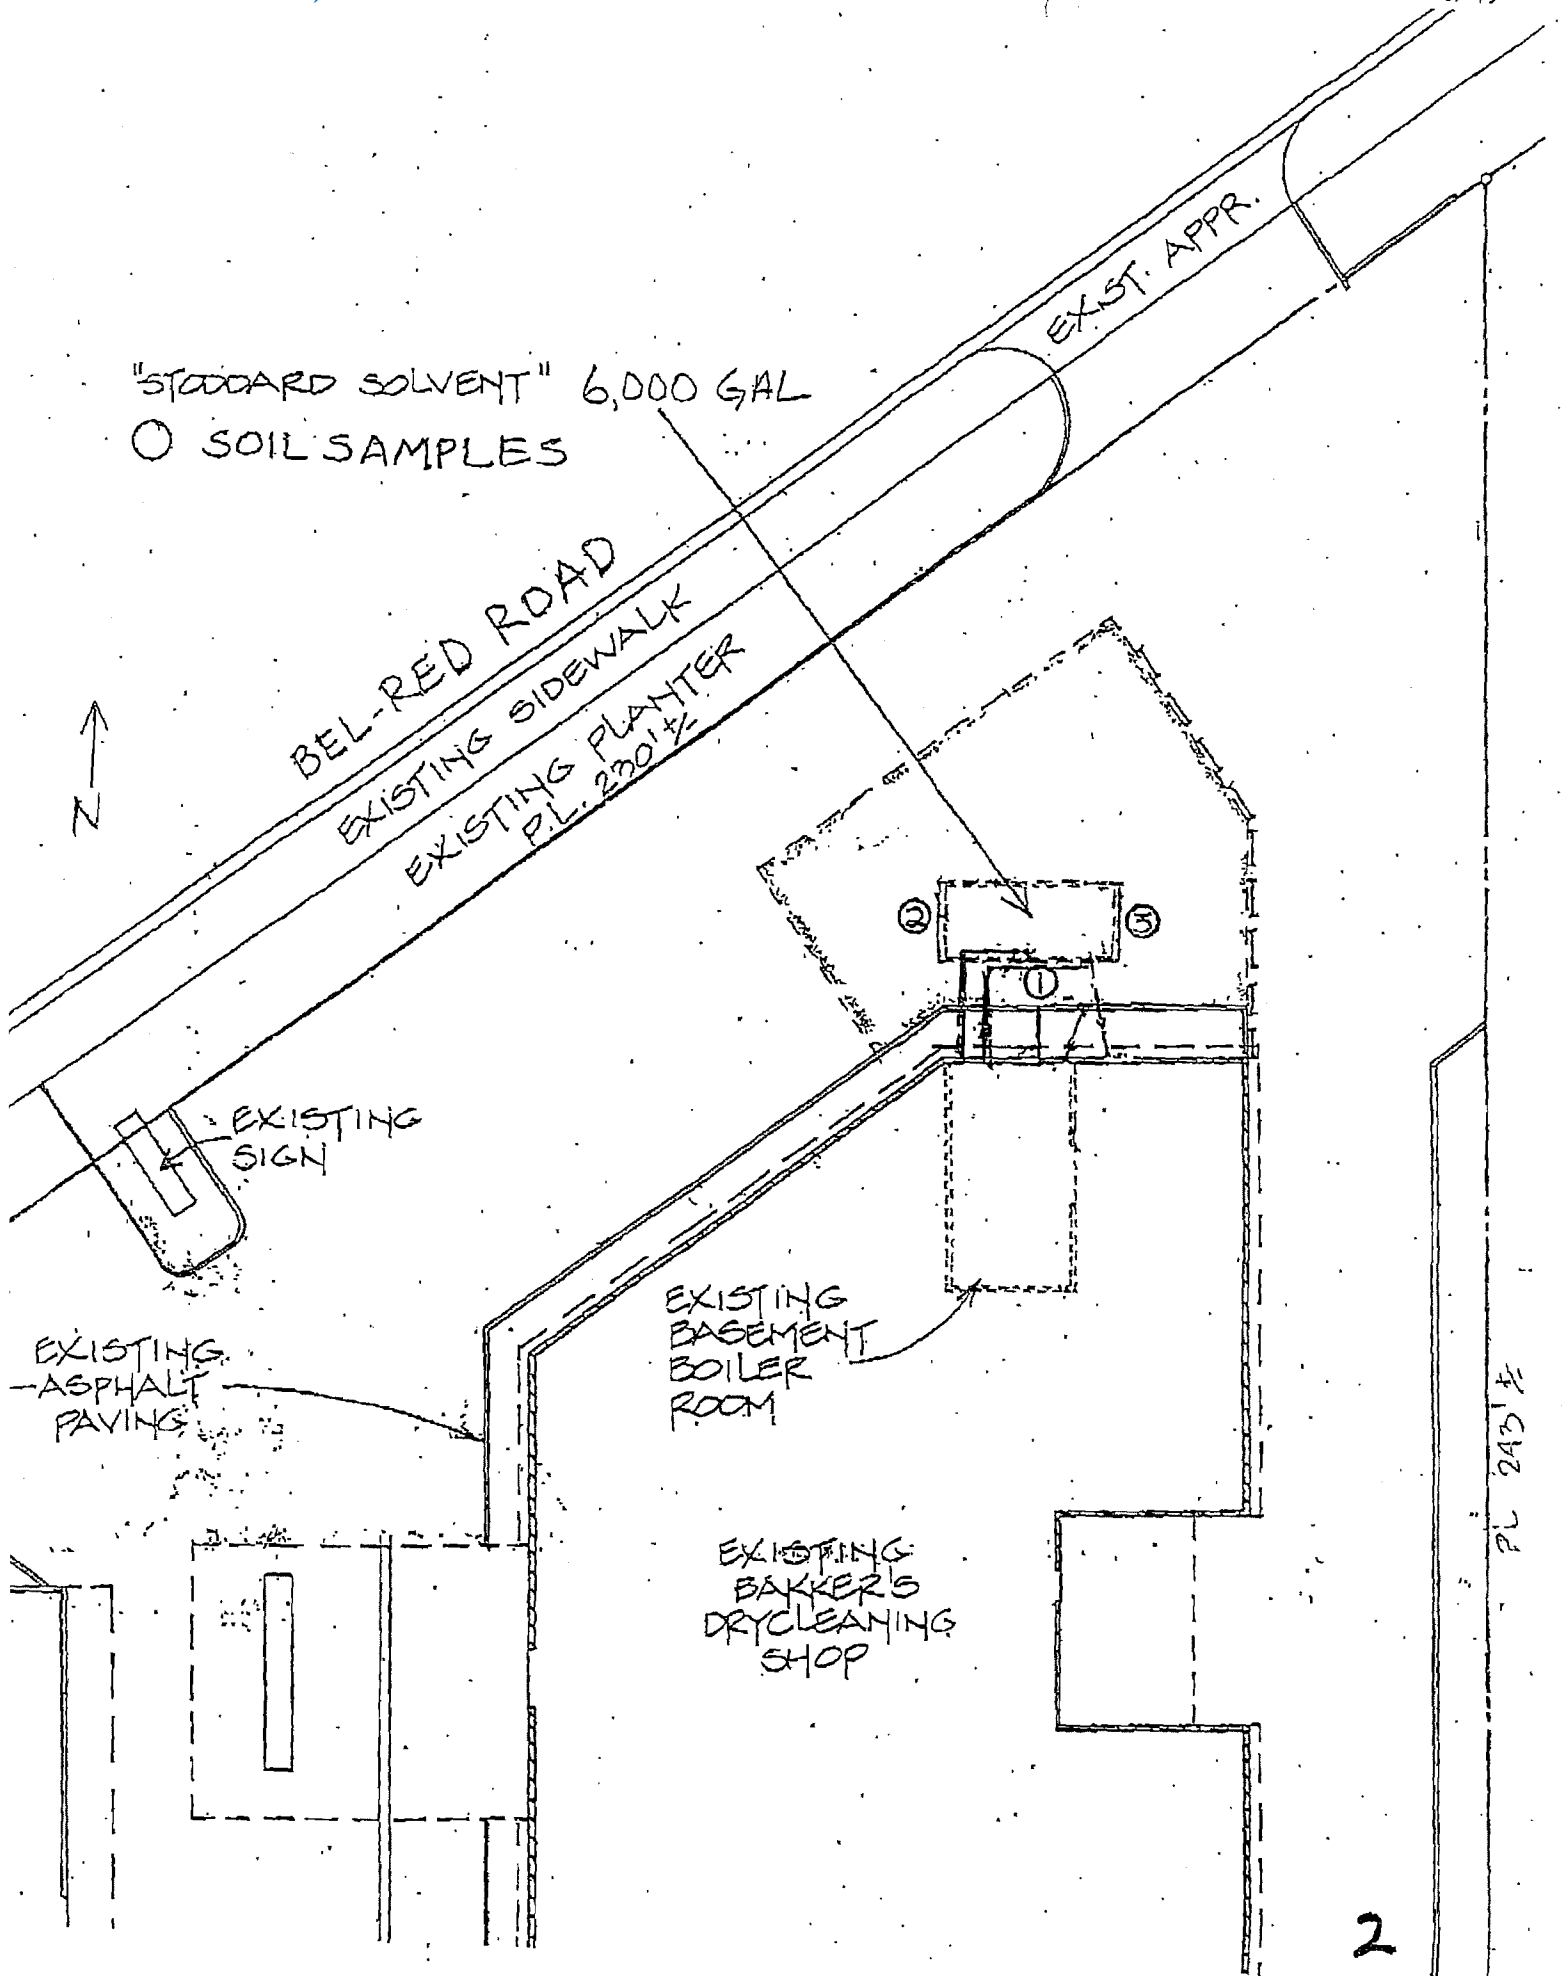 EXIST. APPR.
"STODDARD SOLVENT" 6,000 GAL
O SOIL SAMPLES
BEL-RED ROAD
EXISTING SIDEWALK
EXISTING PLANTER
P.L. 230' +/-
N
② ③
①
EXISTING
SIGN
EXISTING
BASEMENT
BOILER
ROOM
EXISTING
ASPHALT
PAVING
PL 243' ±
EXISTING
BAKKER'S
DRYCLEANING
SHOP
2